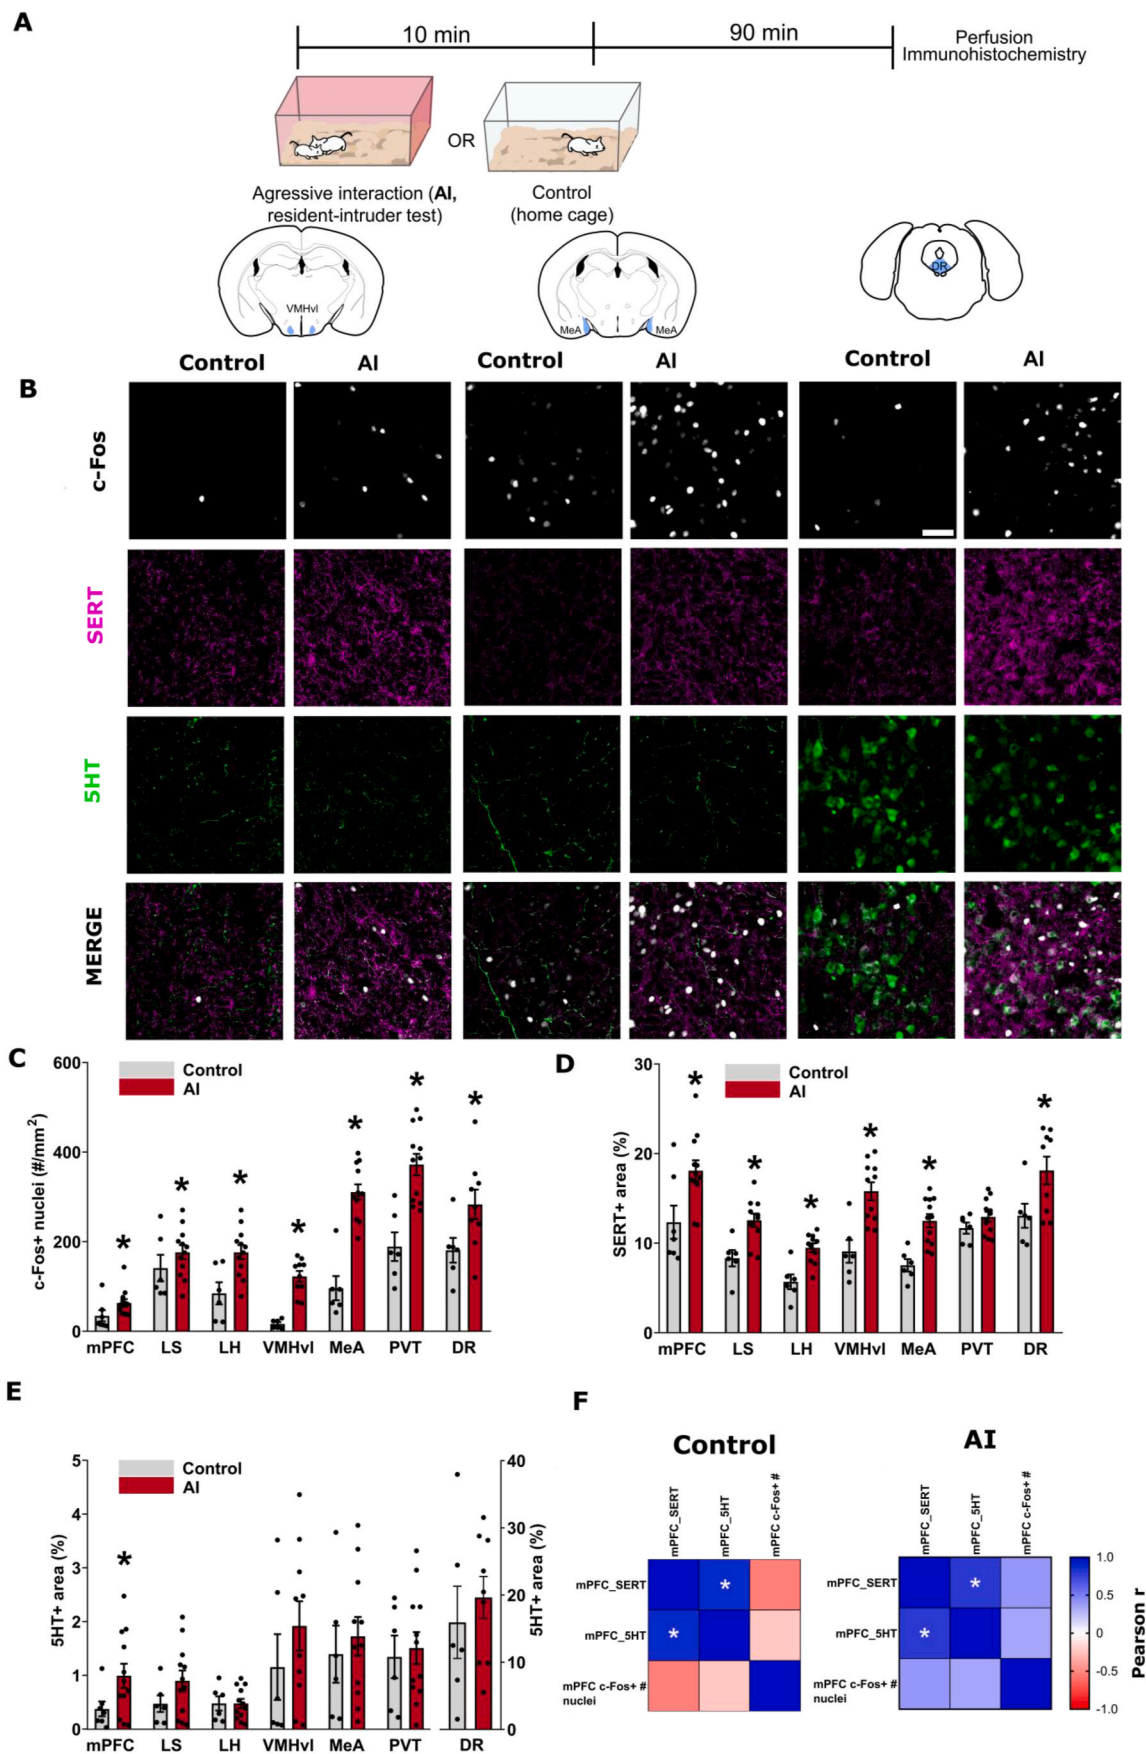 A
10 min
90 min
Perfusion
Immunohistochemistry
OR
Agressive interaction (AI,
resident-intruder test)
Control
(home cage)
VMHvl
MeA
MeA
DR
Control
AI
Control
AI
Control
AI
B
c-Fos
SERT
5HT
MERGE
C
600
400
200
0
c-Fos+ nuclei (#/mm²)
Control
AI
*
*
*
*
*
*
*
mPFC
LS
LH
VMHvl
MeA
PVT
DR
D
30
20
10
0
SERT+ area (%)
Control
AI
*
*
*
*
*
*
mPFC
LS
LH
VMHvl
MeA
PVT
DR
E
5
4
3
2
1
0
5HT+ area (%)
Control
AI
*
40
30
20
10
0
5HT+ area (%)
mPFC
LS
LH
VMHvl
MeA
PVT
DR
F
Control
mPFC_SERT
mPFC_5HT
mPFC c-Fos+ #
mPFC_SERT
*
mPFC_5HT
*
mPFC c-Fos+ #
nuclei
AI
mPFC_SERT
mPFC_5HT
mPFC c-Fos+ #
mPFC_SERT
*
mPFC_5HT
*
mPFC c-Fos+ #
nuclei
1.0
0.5
0
-0.5
-1.0
Pearson r